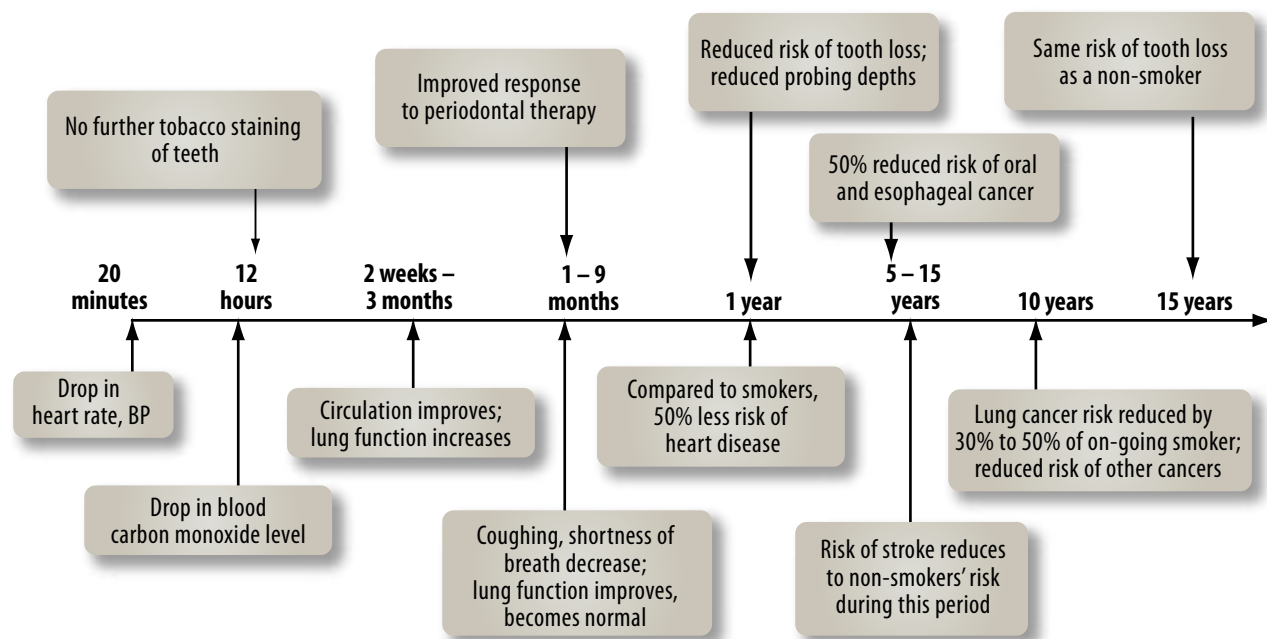 Reduced risk of tooth loss;
reduced probing depths
Same risk of tooth loss
as a non-smoker
Improved response
to periodontal therapy
No further tobacco staining
of teeth
50% reduced risk of oral
and esophageal cancer
20
minutes
12
hours
2 weeks –
3 months
1 – 9
months
1 year
5 – 15
years
10 years
15 years
Drop in
heart rate, BP
Circulation improves;
lung function increases
Compared to smokers,
50% less risk of
heart disease
Lung cancer risk reduced by
30% to 50% of on-going smoker;
reduced risk of other cancers
Drop in blood
carbon monoxide level
Coughing, shortness of
breath decrease;
lung function improves,
becomes normal
Risk of stroke reduces
to non-smokers’ risk
during this period